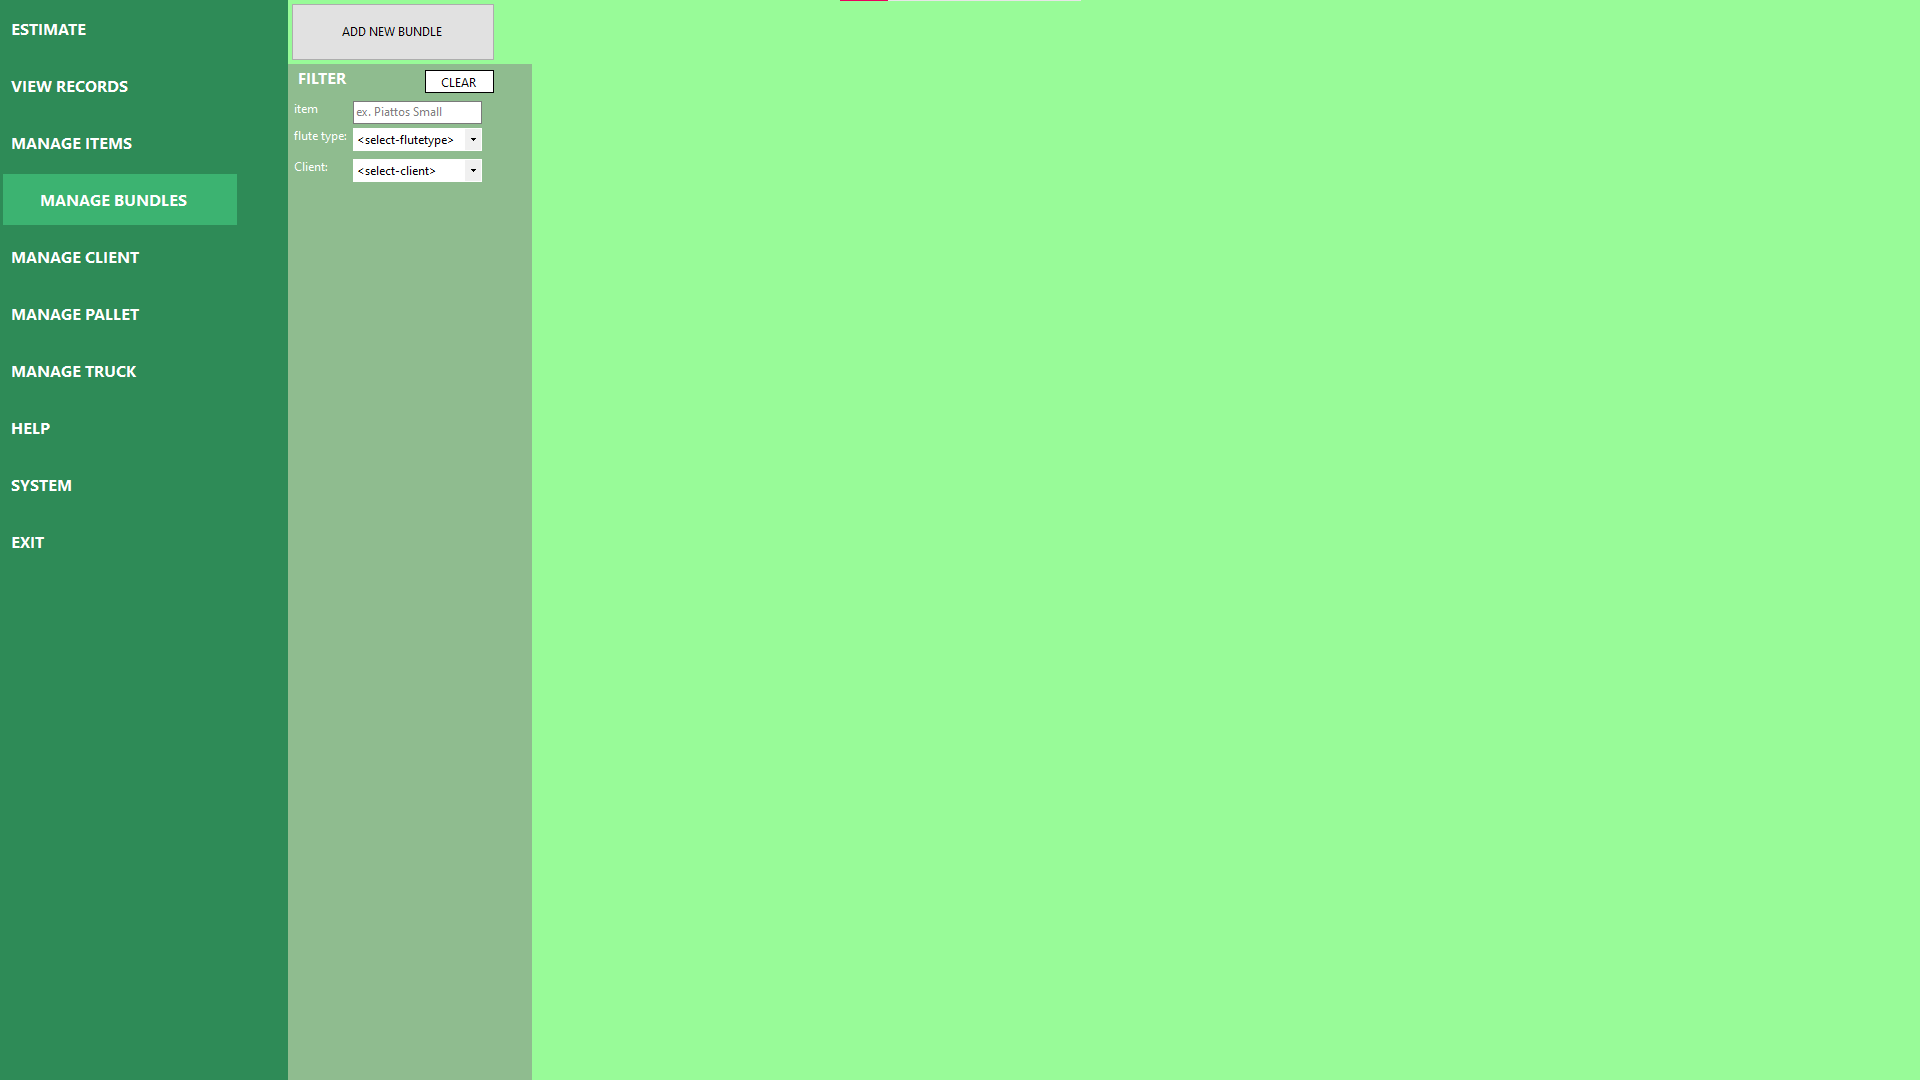 ESTIMATE
VIEW RECORDS
MANAGE ITEMS
MANAGE BUNDLES
MANAGE CLIENT
MANAGE PALLET
MANAGE TRUCK
HELP
SYSTEM
EXIT
ADD NEW BUNDLE
FILTER
CLEAR
item
ex. Piattos Small
flute type:
<select-flutetype>
Client:
<select-client>